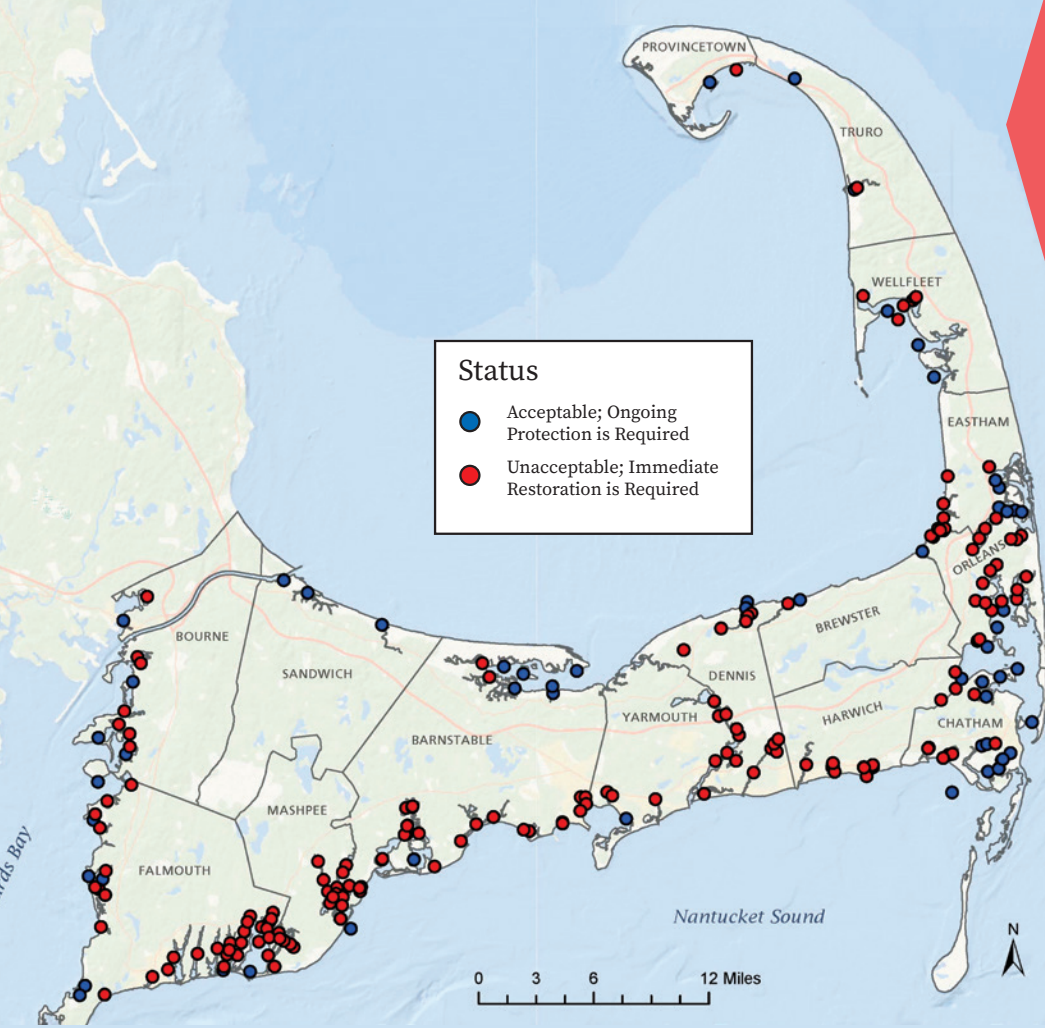 PROVINCETOWN
TRURO
WELLFLEET
Status
Acceptable; Ongoing
Protection is Required
Unacceptable; Immediate
Restoration is Required
EASTHAM
ORLEANS
BREWSTER
BOURNE
SANDWICH
DENNIS
YARMOUTH
HARWICH
CHATHAM
BARNSTABLE
MASHPEE
FALMOUTH
Nantucket Sound
Bay
N
0 3 6 12 Miles